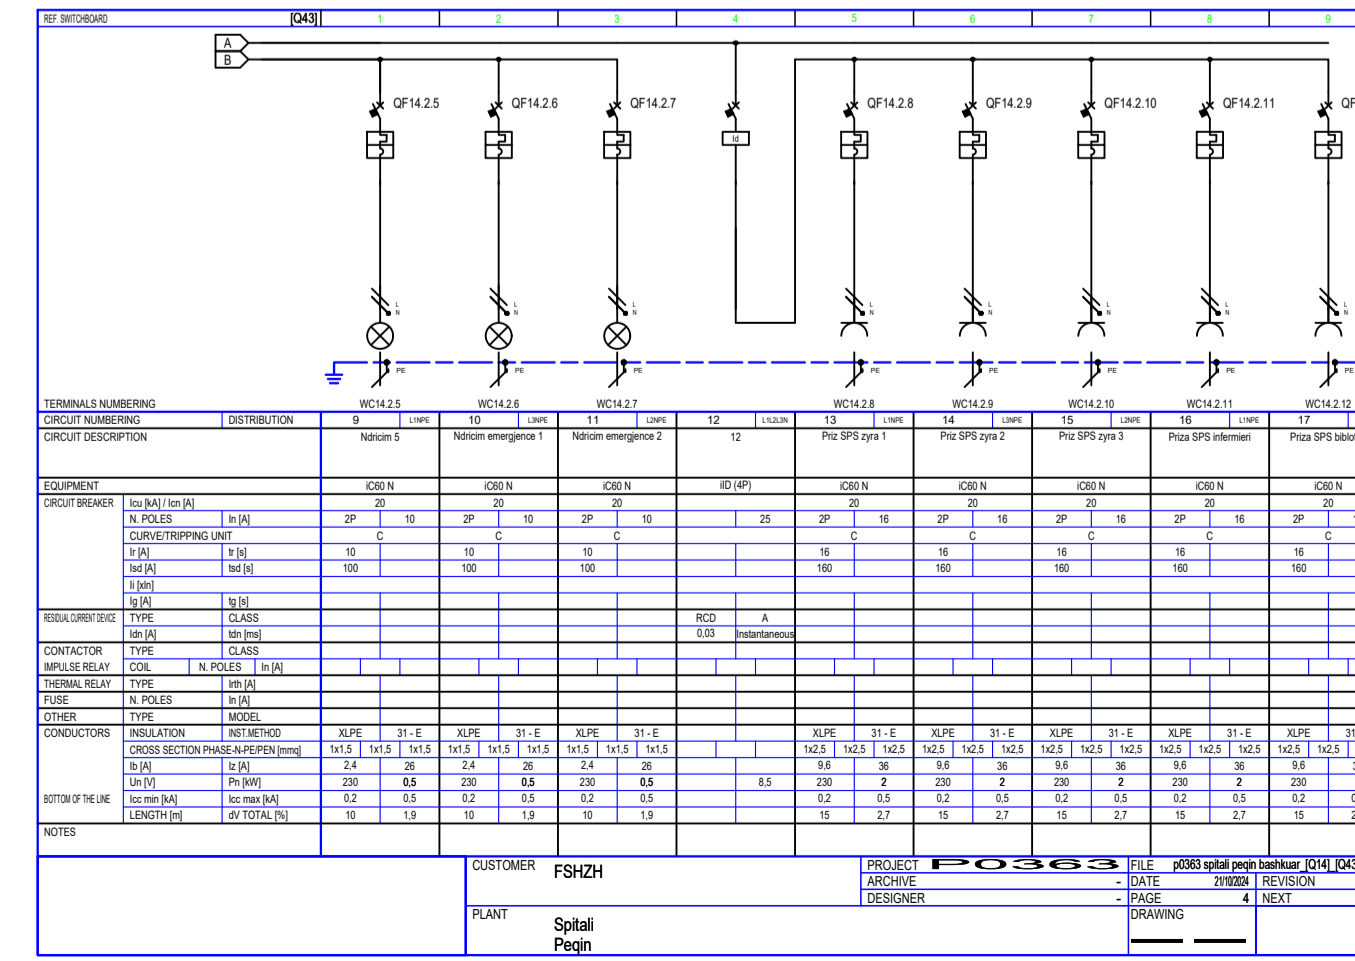 REF. SWITCHBOARD [Q43] 1 2 3 4 5 6 7 8 9
A
B
QF14.2.5 QF14.2.6 QF14.2.7 QF14.2.8 QF14.2.9 QF14.2.10 QF14.2.11 QF
Id
L L L L L L L L
N N N N N N N N
PE PE PE PE PE PE PE PE
TERMINALS NUMBERING WC14.2.5 WC14.2.6 WC14.2.7 WC14.2.8 WC14.2.9 WC14.2.10 WC14.2.11 WC14.2.12
CIRCUIT NUMBERING DISTRIBUTION 9 L1NPE 10 L3NPE 11 L2NPE 12 L1L2L3N 13 L1NPE 14 L3NPE 15 L2NPE 16 L1NPE 17
CIRCUIT DESCRIPTION Ndricim 5 Ndricim emergjence 1 Ndricim emergjence 2 12 Priz SPS zyra 1 Priz SPS zyra 2 Priz SPS zyra 3 Priza SPS infermieri Priza SPS biblot
EQUIPMENT iC60 N iC60 N iC60 N iID (4P) iC60 N iC60 N iC60 N iC60 N iC60 N
CIRCUIT BREAKER Icu [kA] / Icn [A] 20 20 20 20 20 20 20 20
N. POLES In [A] 2P 10 2P 10 2P 10 25 2P 16 2P 16 2P 16 2P 16 2P
CURVE/TRIPPING UNIT C C C C C C C C
Ir [A] tr [s] 10 10 10 16 16 16 16 16
Isd [A] tsd [s] 100 100 100 160 160 160 160 160
Ii [xIn]
Ig [A] tg [s]
RESIDUAL CURRENT DEVICE TYPE CLASS RCD A
Idn [A] tdn [ms] 0,03 Instantaneous
CONTACTOR TYPE CLASS
IMPULSE RELAY COIL N. POLES In [A]
THERMAL RELAY TYPE Irth [A]
FUSE N. POLES In [A]
OTHER TYPE MODEL
CONDUCTORS INSULATION INST.METHOD XLPE 31 - E XLPE 31 - E XLPE 31 - E XLPE 31 - E XLPE 31 - E XLPE 31 - E XLPE 31 - E XLPE 31
CROSS SECTION PHASE-N-PE/PEN [mmq] 1x1,5 1x1,5 1x1,5 1x1,5 1x1,5 1x1,5 1x1,5 1x1,5 1x1,5 1x2,5 1x2,5 1x2,5 1x2,5 1x2,5 1x2,5 1x2,5 1x2,5 1x2,5 1x2,5 1x2,5 1x2,5 1x2,5 1x2,5
Ib [A] Iz [A] 2,4 26 2,4 26 2,4 26 9,6 36 9,6 36 9,6 36 9,6 36 9,6
Un [V] Pn [kW] 230 0,5 230 0,5 230 0,5 8,5 230 2 230 2 230 2 230 2 230
BOTTOM OF THE LINE Icc min [kA] Icc max [kA] 0,2 0,5 0,2 0,5 0,2 0,5 0,2 0,5 0,2 0,5 0,2 0,5 0,2 0,5 0,2
LENGTH [m] dV TOTAL [%] 10 1,9 10 1,9 10 1,9 15 2,7 15 2,7 15 2,7 15 2,7 15
NOTES
CUSTOMER FSHZH
PROJECT P0363 FILE p0363 spitali peqin bashkuar_[Q14]_[Q43
ARCHIVE - DATE 21/10/2024 REVISION
DESIGNER - PAGE 4 NEXT
PLANT Spitali
Peqin
DRAWING